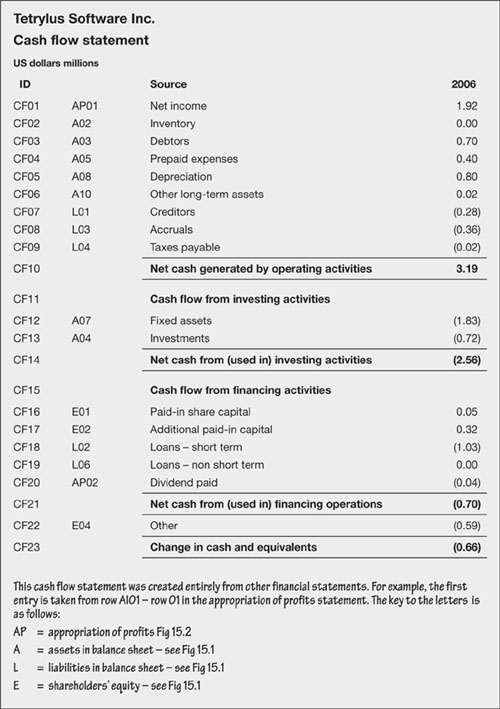 Tetrylus Software Inc.
Cash flow statement
US dollars millions
ID Source 2006
CF01 AP01 Net income 1.92
CF02 A02 Inventory 0.00
CF03 A03 Debtors 0.70
CF04 A05 Prepaid expenses 0.40
CF05 A08 Depreciation 0.80
CF06 A10 Other long-term assets 0.02
CF07 L01 Creditors (0.28)
CF08 L03 Accruals (0.36)
CF09 L04 Taxes payable (0.02)
CF10 Net cash generated by operating activities 3.19
CF11 Cash flow from investing activities
CF12 A07 Fixed assets (1.83)
CF13 A04 Investments (0.72)
CF14 Net cash from (used in) investing activities (2.56)
CF15 Cash flow from financing activities
CF16 E01 Paid-in share capital 0.05
CF17 E02 Additional paid-in capital 0.32
CF18 L02 Loans – short term (1.03)
CF19 L06 Loans – non short term 0.00
CF20 AP02 Dividend paid (0.04)
CF21 Net cash from (used in) financing operations (0.70)
CF22 E04 Other (0.59)
CF23 Change in cash and equivalents (0.66)
This cash flow statement was created entirely from other financial statements. For example, the first
entry is taken from row AI01 – row 01 in the appropriation of profits statement. The key to the letters is
as follows:
AP = appropriation of profits Fig 15.2
A = assets in balance sheet – see Fig 15.1
L = liabilities in balance sheet – see Fig 15.1
E = shareholders' equity – see Fig 15.1